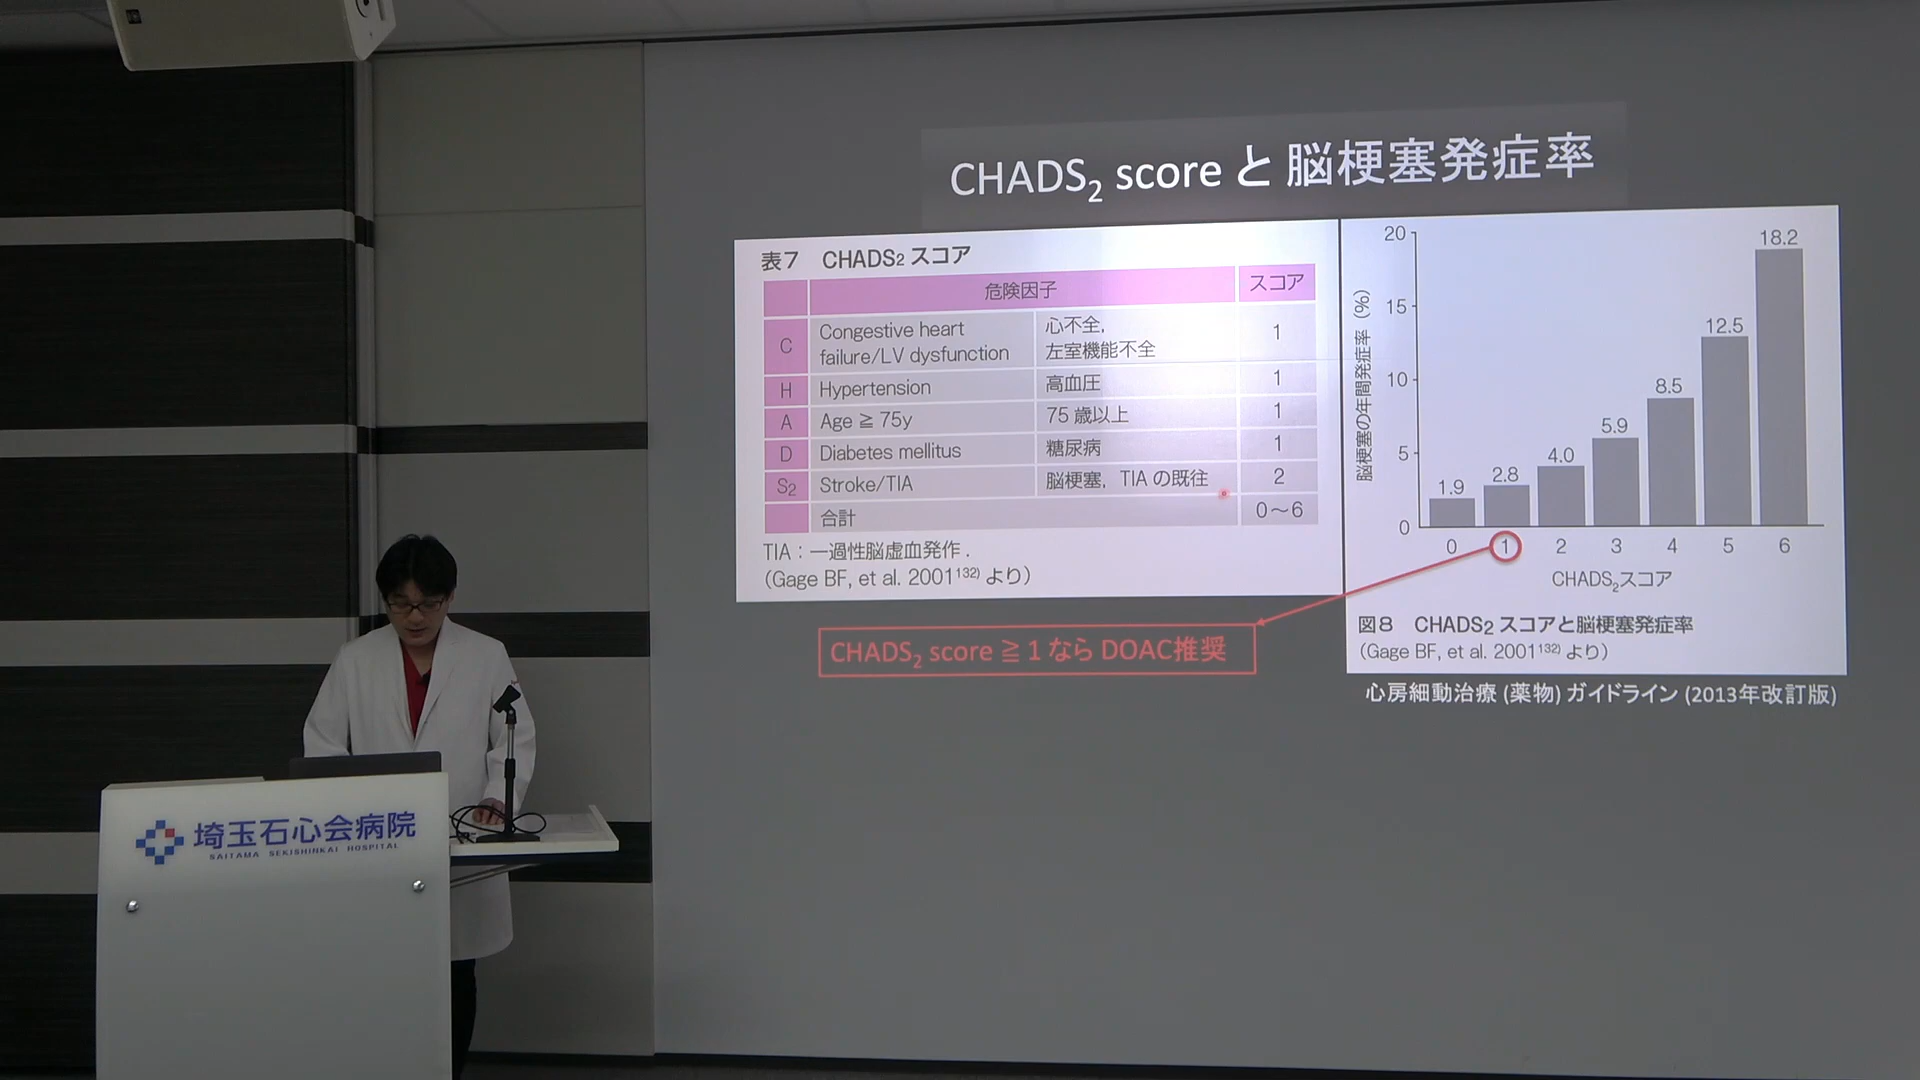 CHADS₂ score と 脳梗塞発症率
表7 CHADS₂ スコア
危険因子 スコア
C Congestive heart failure/LV dysfunction 心不全, 左室機能不全 1
H Hypertension 高血圧 1
A Age ≧ 75y 75 歳以上 1
D Diabetes mellitus 糖尿病 1
S₂ Stroke/TIA 脳梗塞, TIA の既往 2
合計 0〜6
TIA:一過性脳虚血発作.
(Gage BF, et al. 2001¹³²⁾ より)
脳梗塞の年間発症率 (%)
20
15
10
5
0
1.9 2.8 4.0 5.9 8.5 12.5 18.2
0 1 2 3 4 5 6
CHADS₂スコア
図8 CHADS₂ スコアと脳梗塞発症率
(Gage BF, et al. 2001¹³²⁾ より)
CHADS₂ score ≧ 1 なら DOAC推奨
心房細動治療 (薬物) ガイドライン (2013年改訂版)
埼玉石心会病院
SAITAMA SEKISHINKAI HOSPITAL